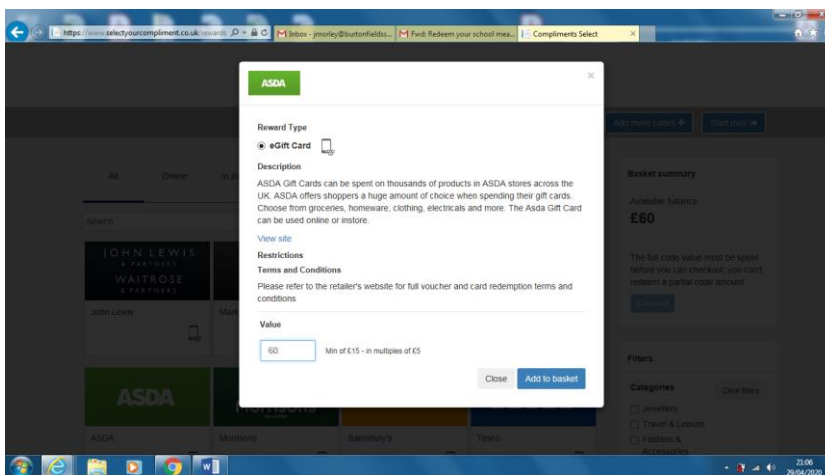 https://www.selectyourcompliment.co.uk/rewards
Inbox - jmorley@burtonfieldss...
Fwd: Redeem your school mea...
Compliments Select
Add more codes
Start over
ASDA
Reward Type
eGift Card
Description
ASDA Gift Cards can be spent on thousands of products in ASDA stores across the
UK. ASDA offers shoppers a huge amount of choice when spending their gift cards.
Choose from groceries, homeware, clothing, electricals and more. The Asda Gift Card
can be used online or instore.
View site
Restrictions
Terms and Conditions
Please refer to the retailer's website for full voucher and card redemption terms and
conditions
Value
60
Min of £15 - in multiples of £5
Close
Add to basket
All
Online
Search
JOHN LEWIS
& PARTNERS
WAITROSE
& PARTNERS
John Lewis
ASDA
Morrisons
ASDA
Morrisons
Sainsbury's
Tesco
Basket summary
Available balance
£60
The full code value must be spent
before you can checkout, you can't
redeem a partial code amount.
Filters
Categories
Clear filters
Jewellery
Travel & Leisure
Fashion &
Accessories
21:06
29/04/2020